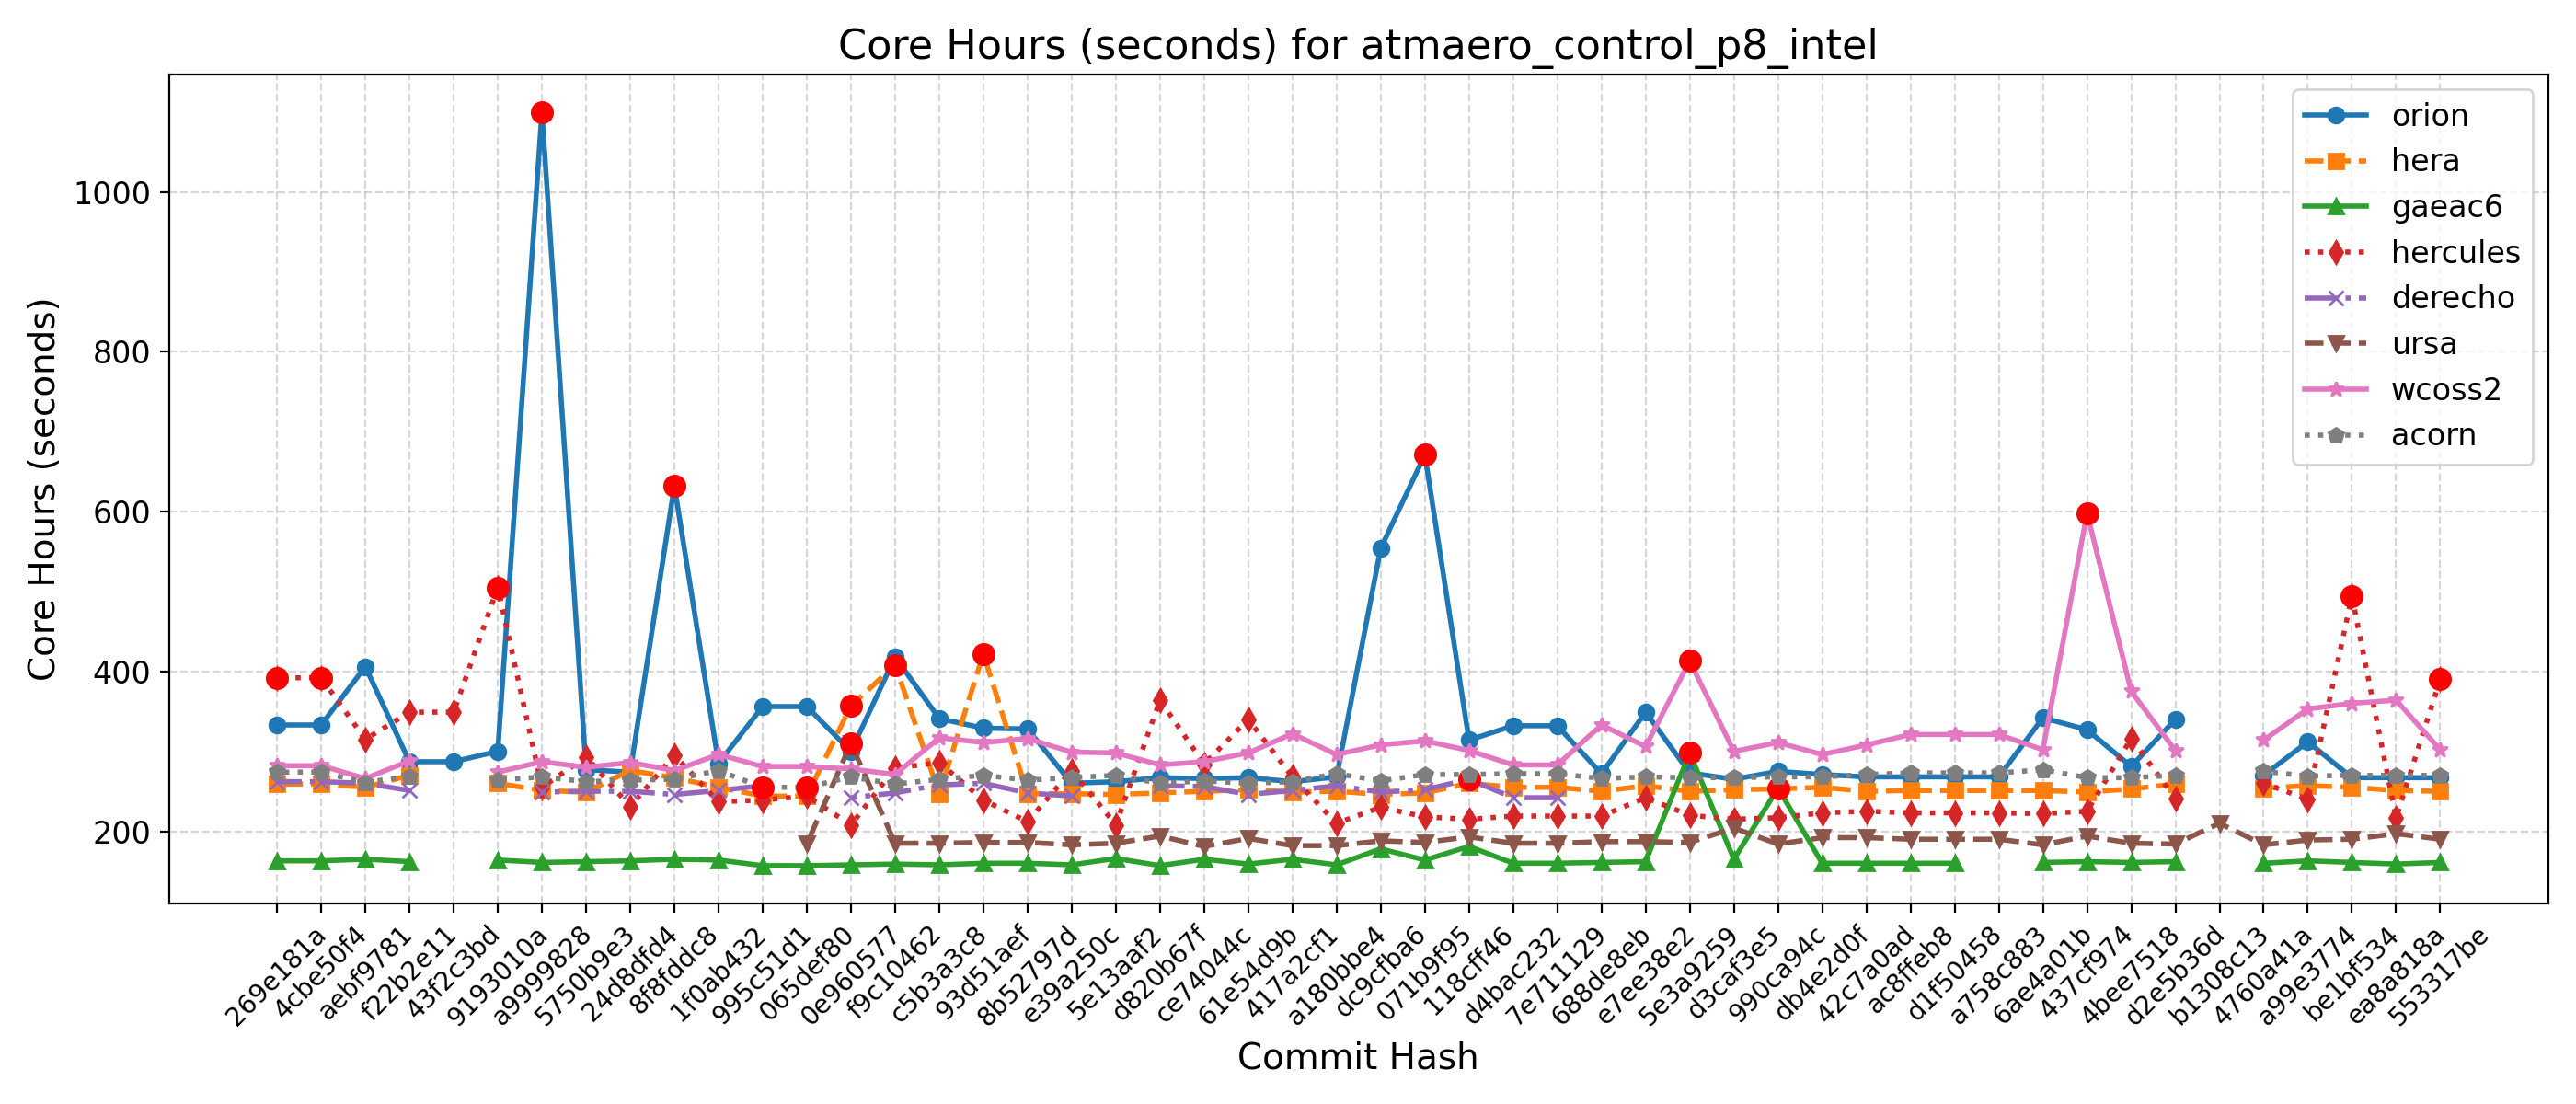 Core Hours (seconds) for atmaero_control_p8_intel
Core Hours (seconds)
1000
800
600
400
200
orion
hera
gaeac6
hercules
derecho
ursa
wcoss2
acorn
269e181a
4cbe50f4
aebf9781
f22b2e11
43f2c3bd
9193010a
a9999828
5750b9e3
24d8dfd4
8f8fddc8
1f0ab432
995c51d1
065def80
0e960577
f9c10462
c5b3a3c8
93d51aef
8b52797d
e39a250c
5e13aaf2
d820b67f
ce74044c
61e54d9b
417a2cf1
a180bbe4
dc9cfba6
071b9f95
118cff46
d4bac232
7e711129
688de8eb
e7ee38e2
5e3a9259
d3caf3e5
990ca94c
db4e2d0f
42c7a0ad
ac8ffeb8
d1f50458
a758c883
6ae4a01b
437cf974
4bee7518
d2e5b36d
b1308c13
4760a41a
a99e3774
be1bf534
ea8a818a
553317be
Commit Hash